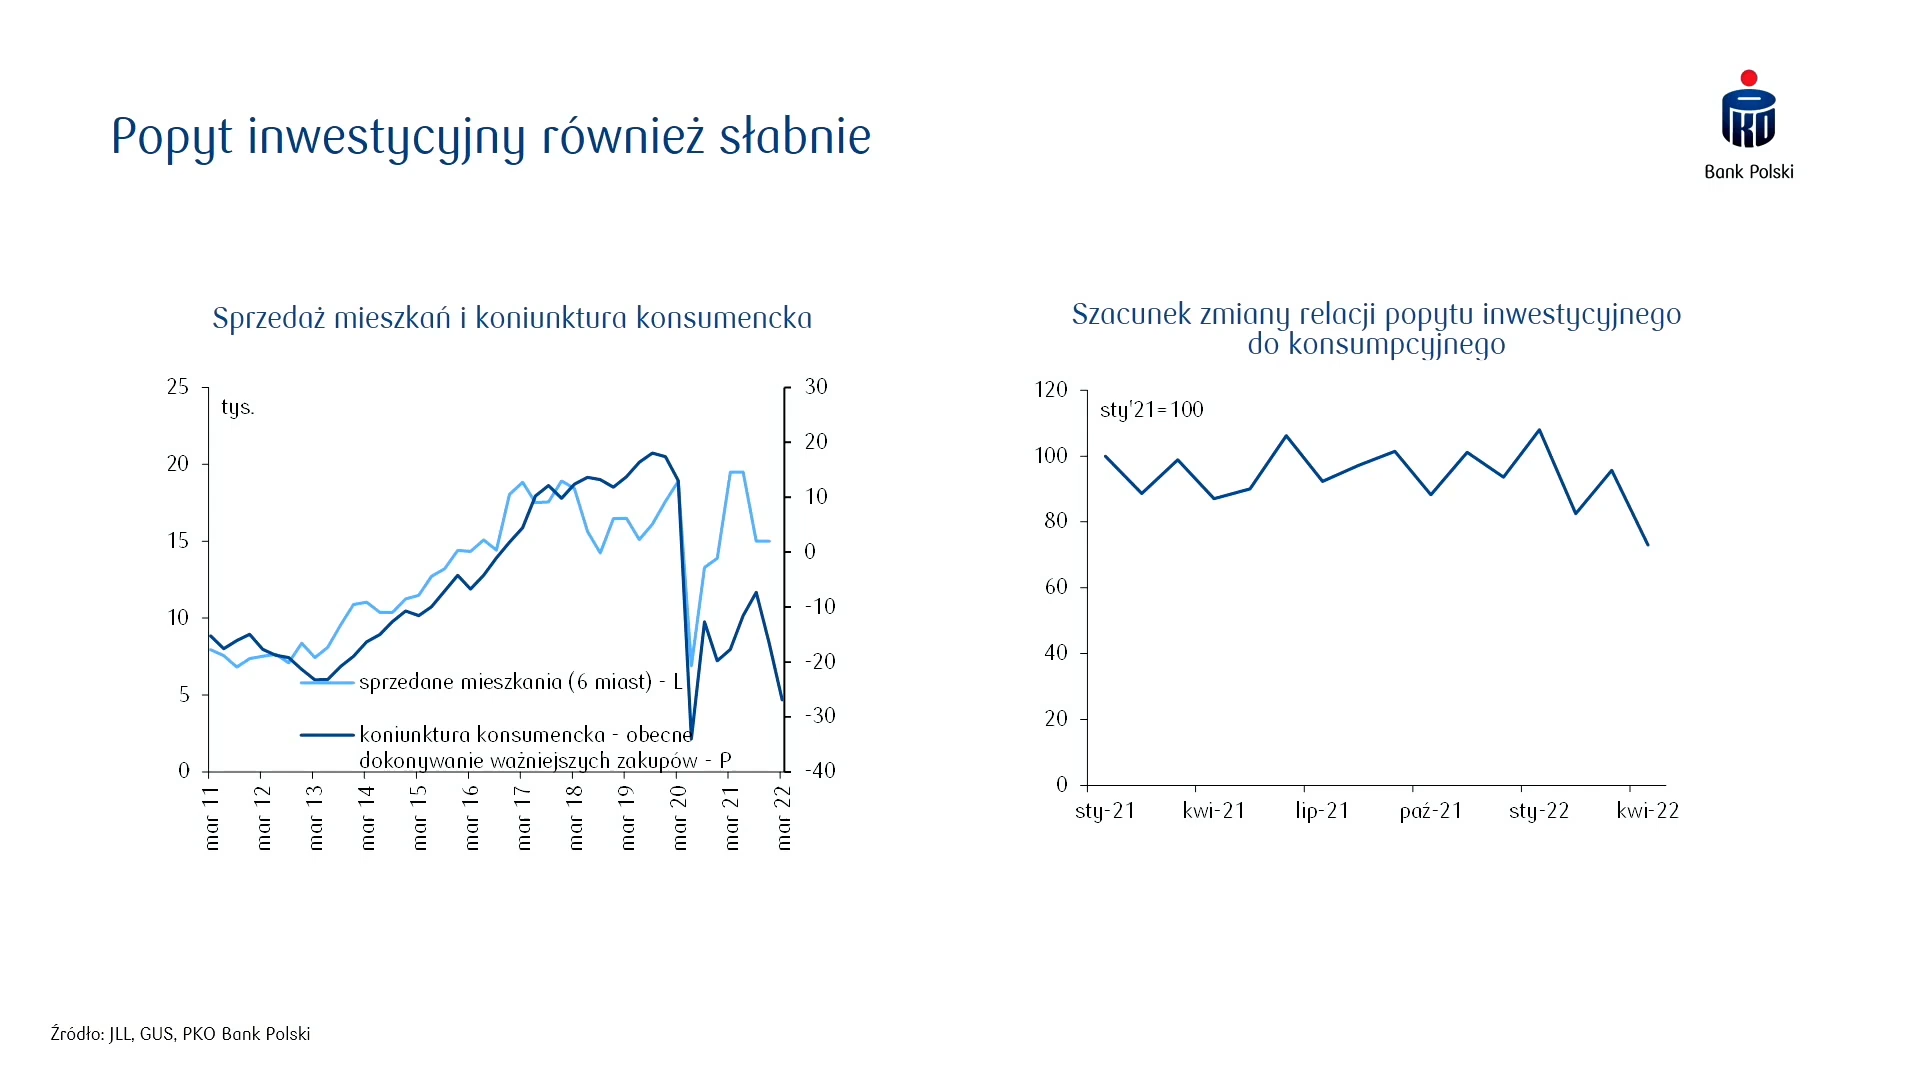 Popyt inwestycyjny również słabnie
PKO
Bank Polski
Sprzedaż mieszkań i koniunktura konsumencka
25
20
15
10
5
0
tys.
30
20
10
0
-10
-20
-30
-40
sprzedane mieszkania (6 miast) - L
koniunktura konsumencka - obecne
dokonywanie ważniejszych zakupów - P
mar 11
mar 12
mar 13
mar 14
mar 15
mar 16
mar 17
mar 18
mar 19
mar 20
mar 21
mar 22
Szacunek zmiany relacji popytu inwestycyjnego
do konsumpcyjnego
120
100
80
60
40
20
0
sty'21=100
sty-21
kwi-21
lip-21
paź-21
sty-22
kwi-22
Źródło: JLL, GUS, PKO Bank Polski